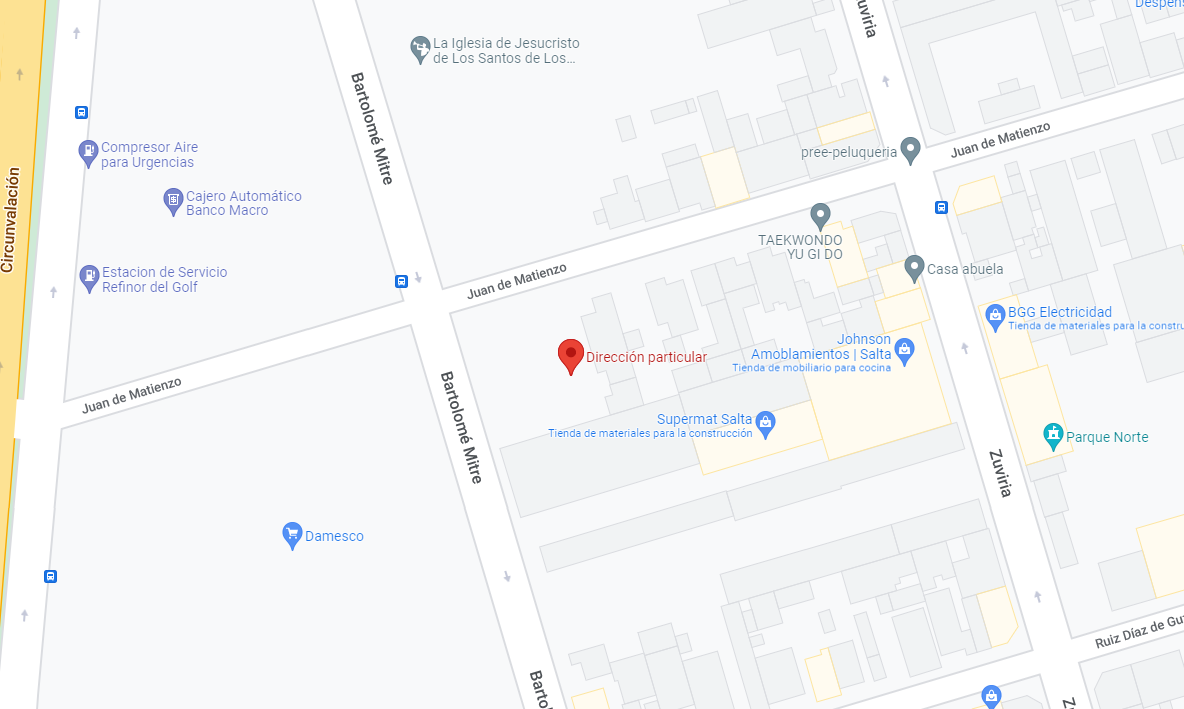 Despens
Zuviria
La Iglesia de Jesucristo
de Los Santos de Los...
Bartolomé Mitre
Juan de Matienzo
Compresor Aire
para Urgencias
pree-peluqueria
Circunvalación
Cajero Automático
Banco Macro
TAEKWONDO
YU GI DO
Juan de Matienzo
Casa abuela
Estacion de Servicio
Refinor del Golf
BGG Electricidad
Tienda de materiales para la constru
Johnson
Amoblamientos | Salta
Tienda de mobiliario para cocina
Dirección particular
Juan de Matienzo
Bartolomé Mitre
Supermat Salta
Tienda de materiales para la construcción
Parque Norte
Zuviria
Damesco
Ruiz Díaz de Gu
Bartolo
Z